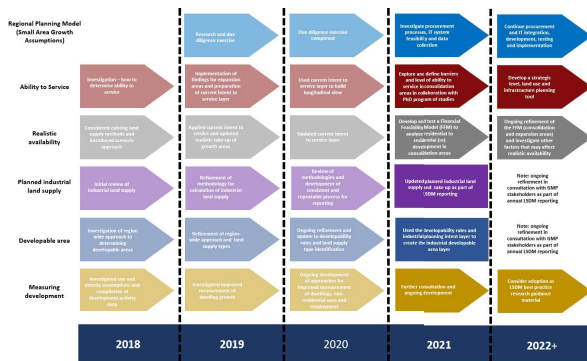 Regional Planning Model
(Small Area Growth
Assumptions)
Research and due
diligence exercise
Due diligence exercise
completed
Investigate procurement
processes, IT system
feasibility and data
collection
Continue procurement
and IT integration,
development, testing
and implementation
Ability to Service
Investigation – how to
determine ability to
service
Implementation of
findings for expansion
areas and preparation
of current intent to
service layer
Used current intent to
service layer to build
longitudinal view
Explore and define barriers
and level of ability to
service in consolidation
areas in collaboration with
PhD program of studies
Develop a strategic
level, land use and
infrastructure planning
tool
Realistic
availability
Considered existing land
supply methods and
introduced scenario
approach
Applied current intent to
service and updated
realistic take-up of
growth areas
Updated current intent
to service layer
Develop and test a Financial
Feasibility Model (FFM) to
analyse residential to
residential (re)
development in
consolidation areas
Ongoing refinement of
the FFM (consolidation
and expansion areas) and
investigate other
factors that may affect
realistic availability
Planned industrial
land supply
Initial review of
industrial land supply
Refinement of
methodology for
calculation of industrial
land supply
Review of
methodologies and
development of
consistent and
repeatable process for
reporting
Updated planned industrial land
supply and take up as part of
LSDM reporting
Note: ongoing
refinement in
consultation with GMP
stakeholders as part of
annual LSDM reporting
Developable area
Investigation of region
wide approach to
determining
developable areas
Refinement of region-
wide approach and land
supply types
Ongoing refinement and
update to developability
rules and land supply
type identification
Used the developability rules and
industrial planning intent layer to
create the industrial developable
area layer
Note: ongoing
refinement in
consultation with GMP
stakeholders as part of
annual LSDM reporting
Measuring
development
Investigated use and
density assumptions and
compilation of
development activity
data
Investigated improved
measurement of
dwelling growth
Ongoing development of
approaches for improved
measurement of
dwellings, non-
residential uses and
employment
Further consultation and
ongoing development
Consider adoption as
LSDM best practice
research guidance
material
2018
2019
2020
2021
2022+